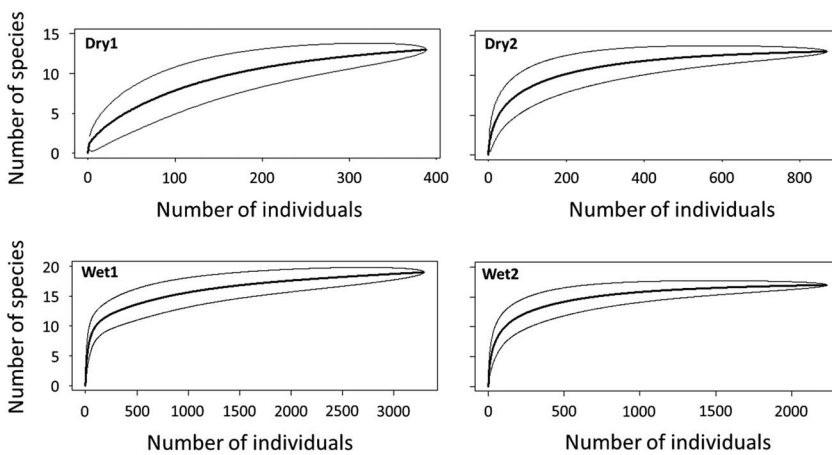 Number of species
15
10
5
0
Dry1
0 100 200 300 400
Number of individuals
Dry2
0 200 400 600 800
Number of individuals
Number of species
20
15
10
5
0
Wet1
0 500 1000 1500 2000 2500 3000
Number of individuals
Wet2
0 500 1000 1500 2000
Number of individuals